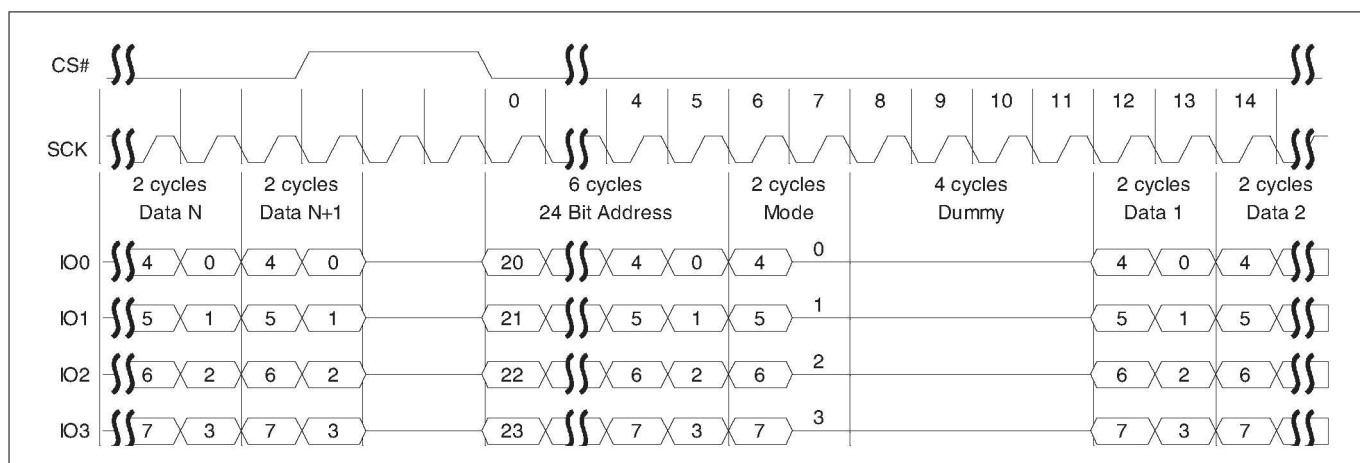 CS#
0 4 5 6 7 8 9 10 11 12 13 14
SCK
2 cycles 2 cycles 6 cycles 2 cycles 4 cycles 2 cycles 2 cycles
Data N Data N+1 24 Bit Address Mode Dummy Data 1 Data 2
IO0 4 0 4 0 20 4 0 4 0 4 0 4
IO1 5 1 5 1 21 5 1 5 1 5 1 5
IO2 6 2 6 2 22 6 2 6 2 6 2 6
IO3 7 3 7 3 23 7 3 7 3 7 3 7